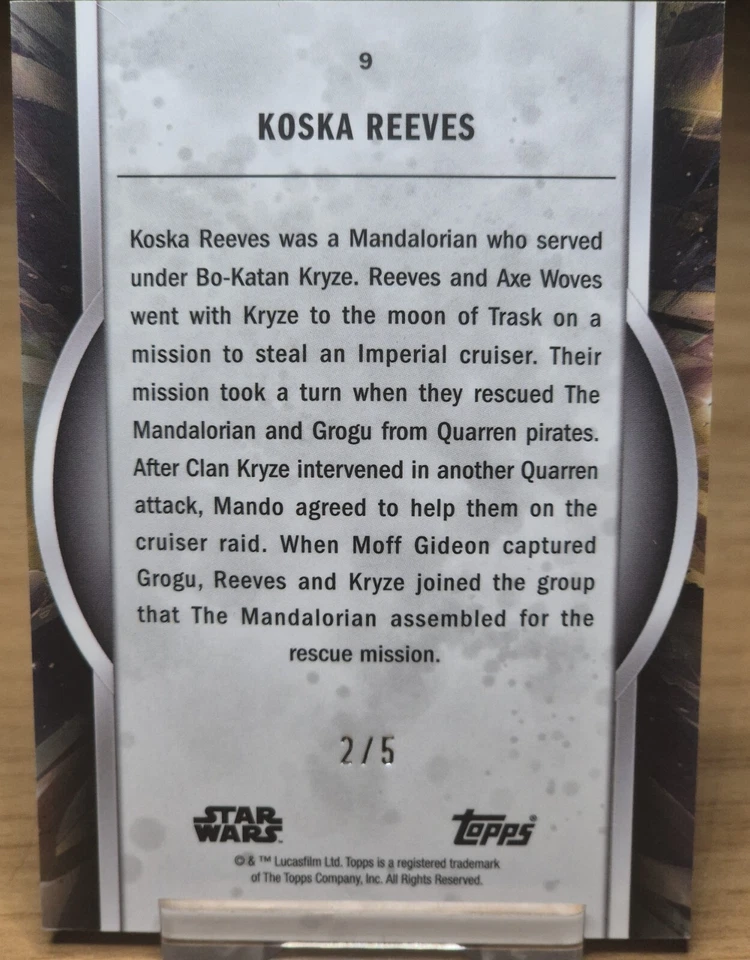 9
KOSKA REEVES
Koska Reeves was a Mandalorian who served
under Bo-Katan Kryze. Reeves and Axe Woves
went with Kryze to the moon of Trask on a
mission to steal an Imperial cruiser. Their
mission took a turn when they rescued The
Mandalorian and Grogu from Quarren pirates.
After Clan Kryze intervened in another Quarren
attack, Mando agreed to help them on the
cruiser raid. When Moff Gideon captured
Grogu, Reeves and Kryze joined the group
that The Mandalorian assembled for the
rescue mission.
2/5
STAR
WARS
Topps®
© & ™ Lucasfilm Ltd. Topps is a registered trademark
of The Topps Company, Inc. All Rights Reserved.